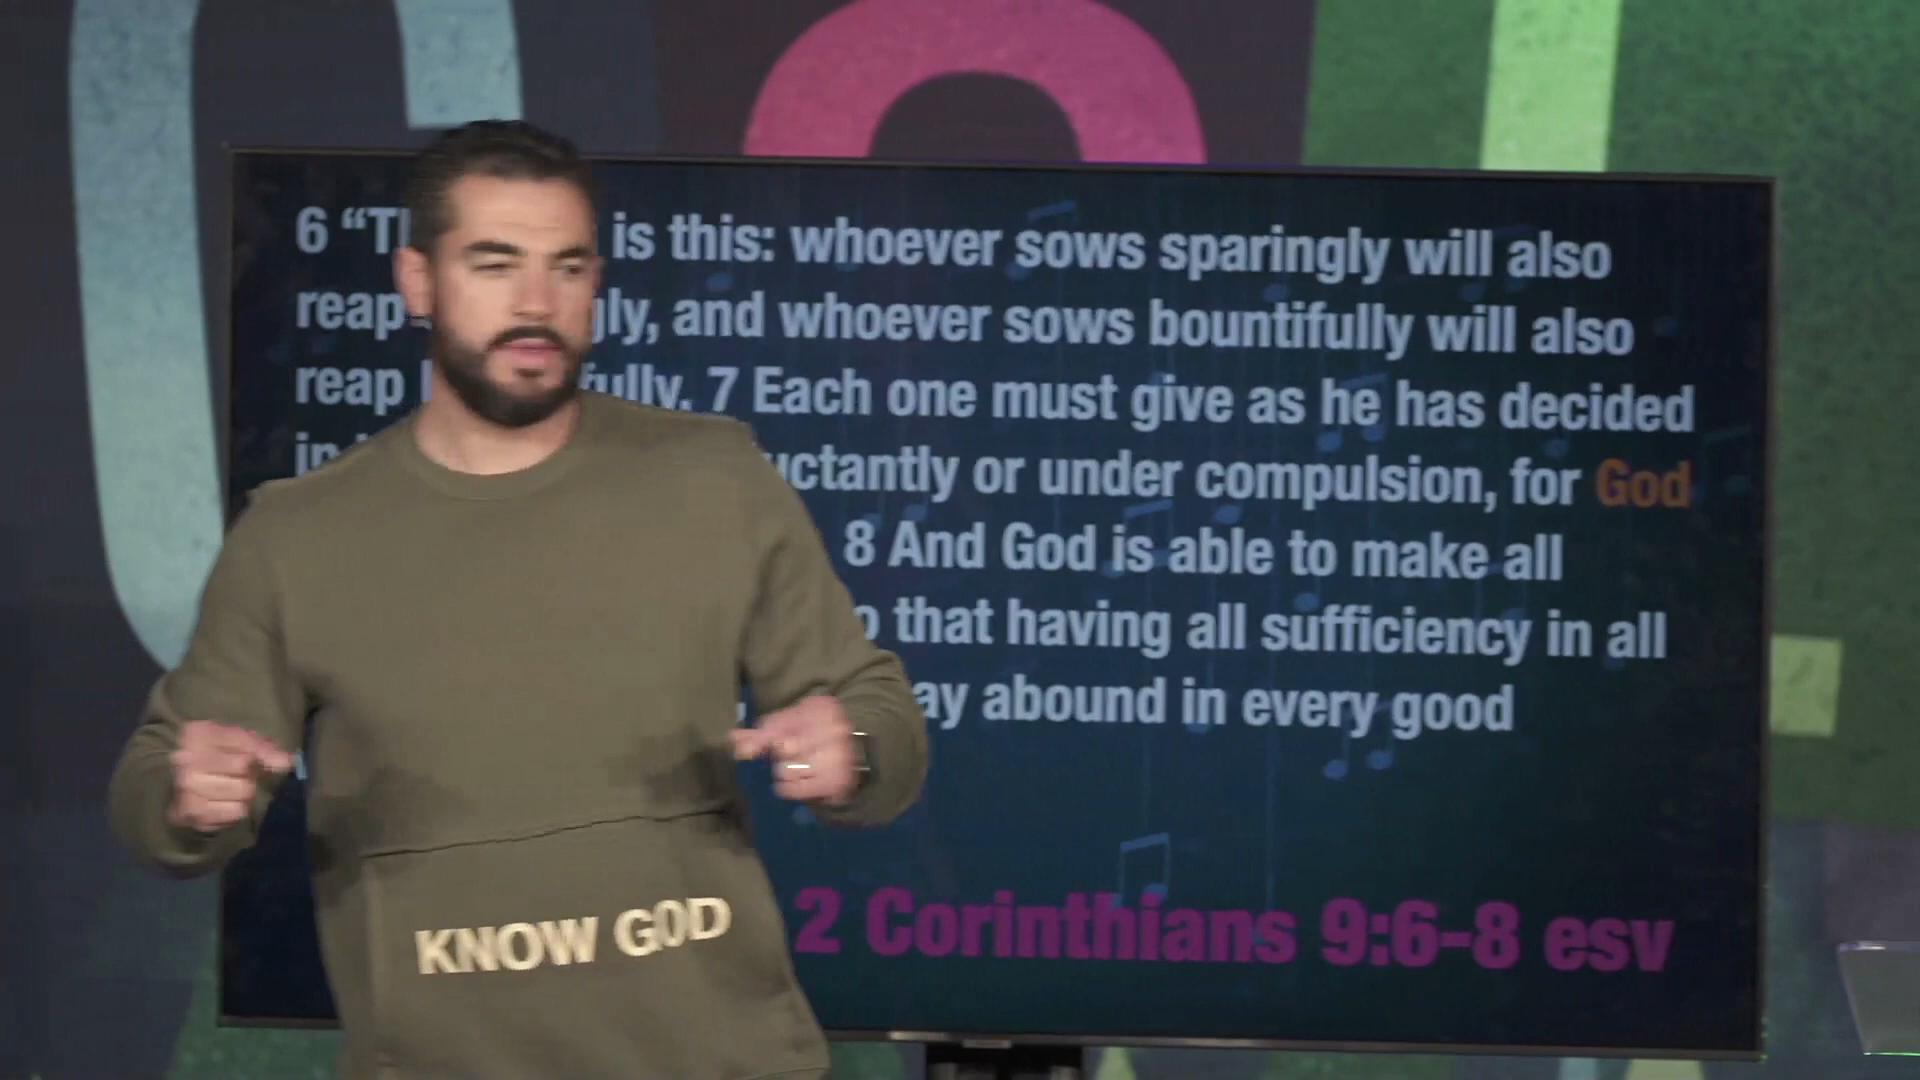 6 “T is this: whoever sows sparingly will also
reap gly, and whoever sows bountifully will also
reap fully. 7 Each one must give as he has decided
in uctantly or under compulsion, for God
8 And God is able to make all
o that having all sufficiency in all
ay abound in every good
2 Corinthians 9:6-8 esv
KNOW GOD